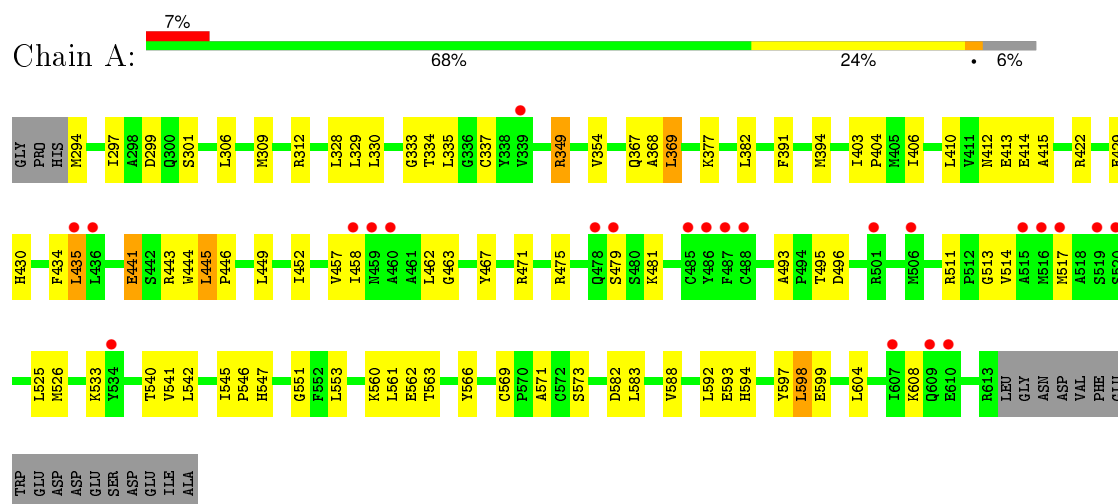 7%
Chain A:
68% 24% • 6%
GLY PRO HIS M294 I297 A298 D299 Q300 S301 L306 M309 R312 L328 L329 L330 G333 T334 L335 G336 C337 Y338 V339 R349 V354 Q367 A368 L369 K377 L382 F391 M394 I403 P404 M405 I406 L410 V411 N412 E413 E414 A415 R422
H430 F434 L435 L436 E441 S442 R443 W444 L445 P446 L449 I452 V457 I458 N459 A460 A461 L462 G463 Y467 R471 R475 Q478 S479 S480 K481 C485 Y486 F487 C488 A493 P494 T495 D496 R501 M506 R511 P512 G513 V514 A515 M516 M517 A518 S519
L525 M526 K533 Y534 T540 V541 L542 I545 P546 H547 G551 F552 L553 K560 L561 E562 T563 Y566 C569 P570 A571 C572 S573 D582 L583 V588 L592 E593 H594 Y597 L598 E599 L604 I607 K608 Q609 E610 R613 LEU GLY ASN ASP VAL PHE
TRP GLU ASP ASP GLU SER ASP GLU ILE ALA